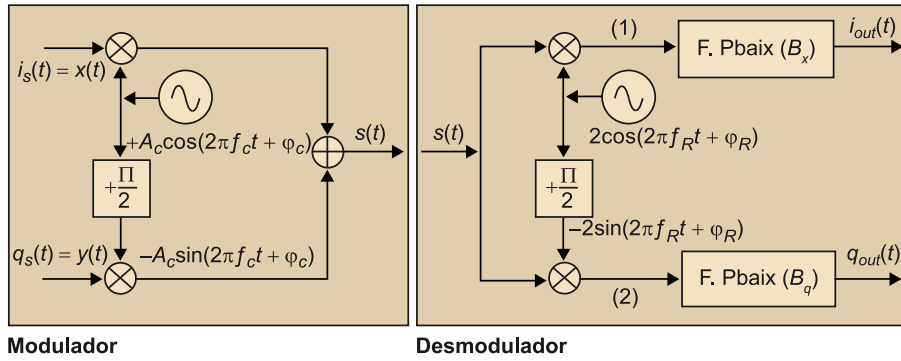 i_s(t) = x(t)
+A_c cos(2πf_c t + φ_c)
+Π/2
q_s(t) = y(t)
−A_c sin(2πf_c t + φ_c)
s(t)
Modulador
s(t)
(1)
F. Pbaix (B_x)
i_out(t)
2cos(2πf_R t + φ_R)
+Π/2
−2sin(2πf_R t + φ_R)
(2)
F. Pbaix (B_q)
q_out(t)
Desmodulador